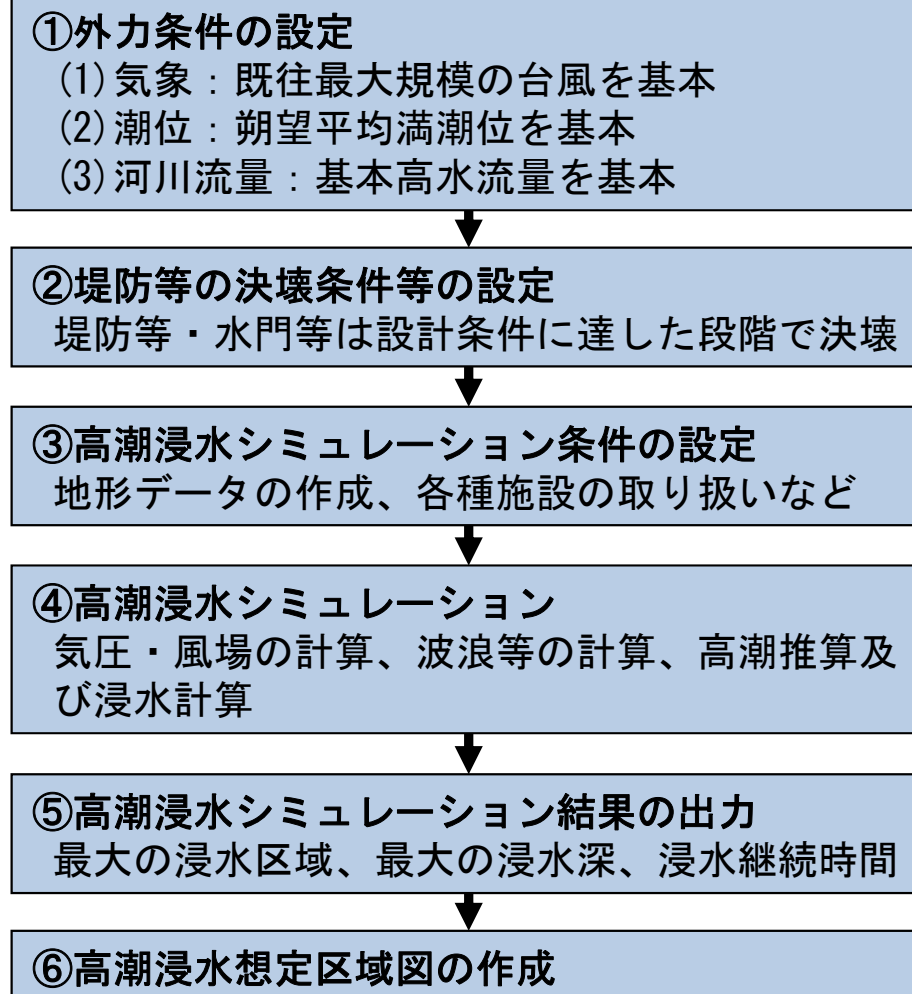 ①外力条件の設定
(1)気象：既往最大規模の台風を基本
(2)潮位：朔望平均満潮位を基本
(3)河川流量：基本高水流量を基本
②堤防等の決壊条件等の設定
堤防等・水門等は設計条件に達した段階で決壊
③高潮浸水シミュレーション条件の設定
地形データの作成、各種施設の取り扱いなど
④高潮浸水シミュレーション
気圧・風場の計算、波浪等の計算、高潮推算及
び浸水計算
⑤高潮浸水シミュレーション結果の出力
最大の浸水区域、最大の浸水深、浸水継続時間
⑥高潮浸水想定区域図の作成